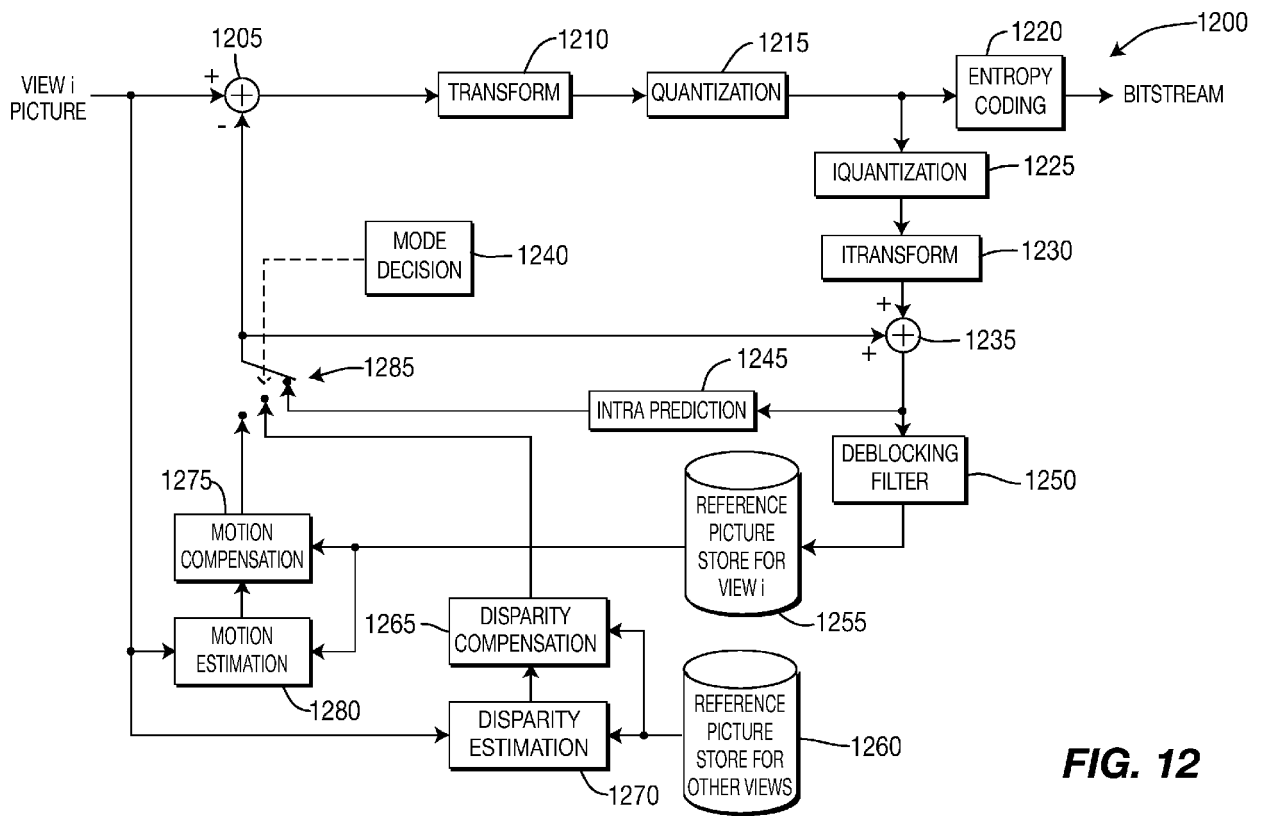 1205
1210
1215
1220
1200
VIEW i
PICTURE
+
+
-
TRANSFORM
QUANTIZATION
ENTROPY
CODING
BITSTREAM
IQUANTIZATION
1225
MODE
DECISION
1240
ITRANSFORM
1230
+
+
+
1235
1285
1245
INTRA PREDICTION
DEBLOCKING
FILTER
1250
1275
MOTION
COMPENSATION
REFERENCE
PICTURE
STORE FOR
VIEW i
1255
1265
DISPARITY
COMPENSATION
MOTION
ESTIMATION
1280
DISPARITY
ESTIMATION
1270
REFERENCE
PICTURE
STORE FOR
OTHER VIEWS
1260
FIG. 12